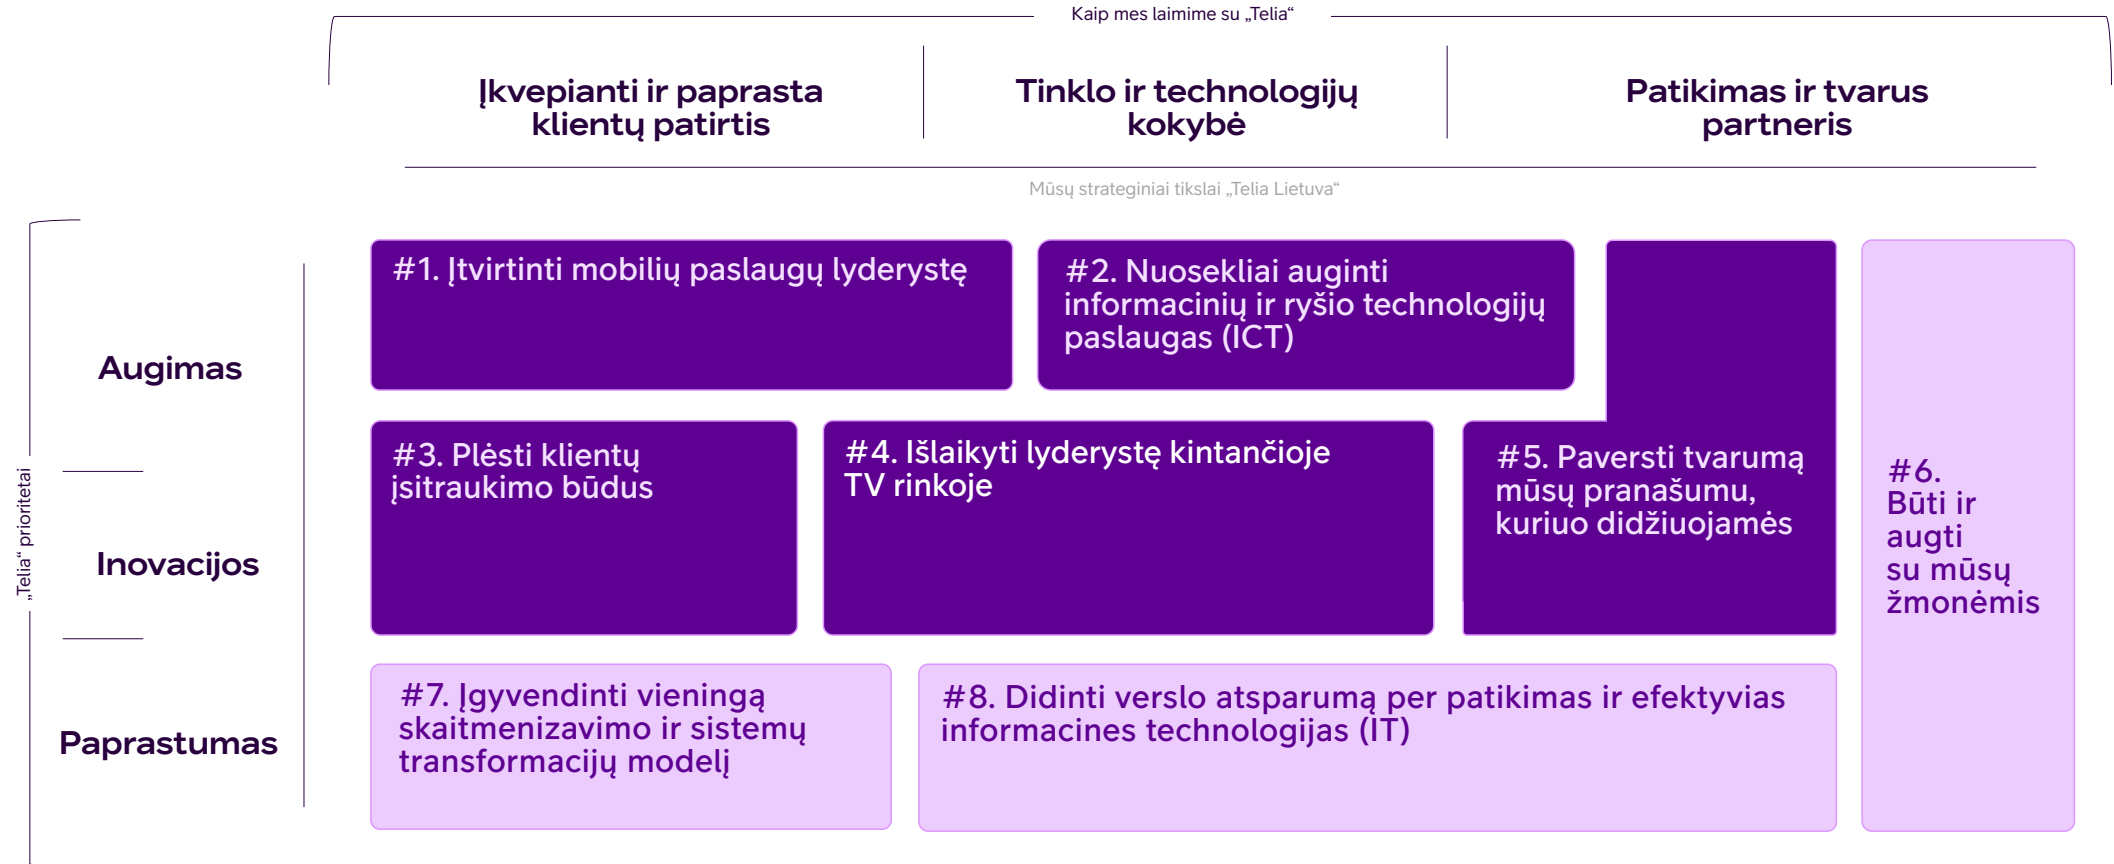 Kaip mes laimime su „Telia“
Įkvepianti ir paprasta
klientų patirtis
Tinklo ir technologijų
kokybė
Patikimas ir tvarus
partneris
Mūsų strateginiai tikslai „Telia Lietuva“
„Telia“ prioritetai
Augimas
#1. Įtvirtinti mobilių paslaugų lyderystę
#2. Nuosekliai auginti
informacinių ir ryšio technologijų
paslaugas (ICT)
Inovacijos
#3. Plėsti klientų
įsitraukimo būdus
#4. Išlaikyti lyderystę kintančioje
TV rinkoje
#5. Paversti tvarumą
mūsų pranašumu,
kuriuo didžiuojamės
#6.
Būti ir
augti
su mūsų
žmonėmis
Paprastumas
#7. Įgyvendinti vieningą
skaitmenizavimo ir sistemų
transformacijų modelį
#8. Didinti verslo atsparumą per patikimas ir efektyvias
informacines technologijas (IT)